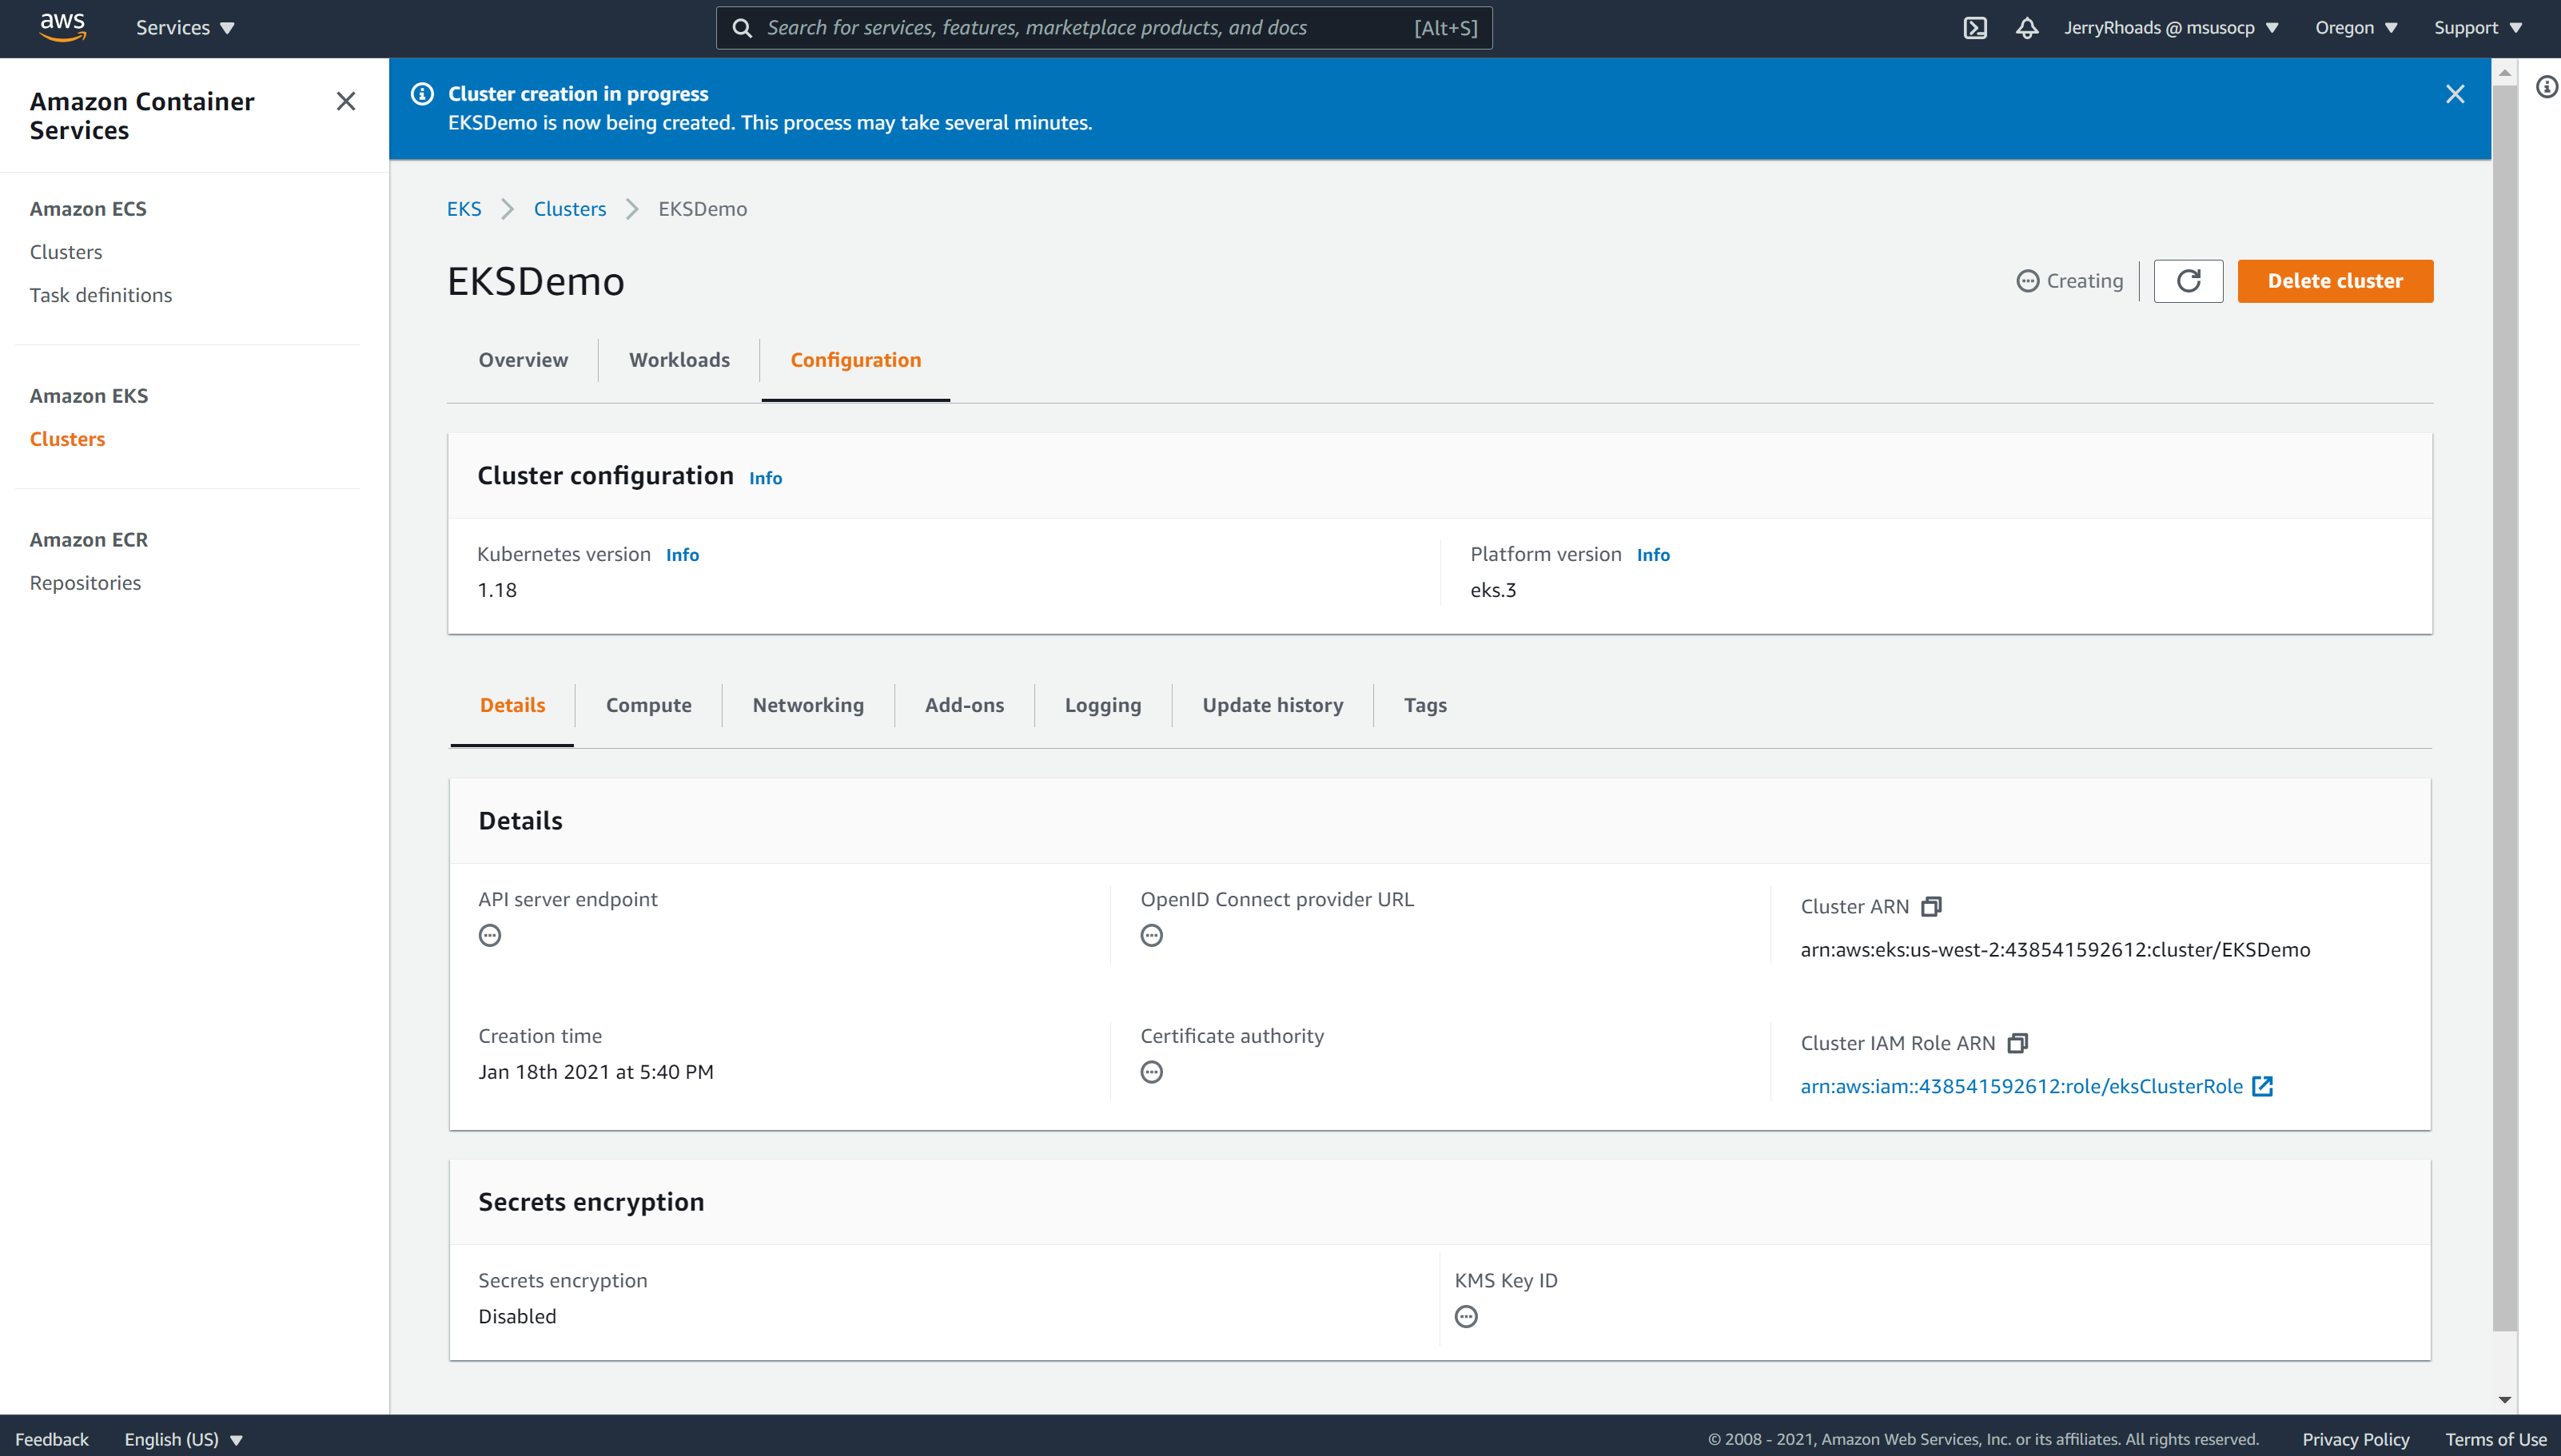 aws
Services
Search for services, features, marketplace products, and docs
[Alt+S]
JerryRhoads @ msusocp
Oregon
Support
Amazon Container
Services
Amazon ECS
Clusters
Task definitions
Amazon EKS
Clusters
Amazon ECR
Repositories
Cluster creation in progress
EKSDemo is now being created. This process may take several minutes.
EKS
Clusters
EKSDemo
EKSDemo
Creating
Delete cluster
Overview
Workloads
Configuration
Cluster configuration Info
Kubernetes version Info
1.18
Platform version Info
eks.3
Details
Compute
Networking
Add-ons
Logging
Update history
Tags
Details
API server endpoint
OpenID Connect provider URL
Cluster ARN
arn:aws:eks:us-west-2:438541592612:cluster/EKSDemo
Creation time
Jan 18th 2021 at 5:40 PM
Certificate authority
Cluster IAM Role ARN
arn:aws:iam::438541592612:role/eksClusterRole
Secrets encryption
Secrets encryption
Disabled
KMS Key ID
Feedback
English (US)
© 2008 - 2021, Amazon Web Services, Inc. or its affiliates. All rights reserved.
Privacy Policy
Terms of Use